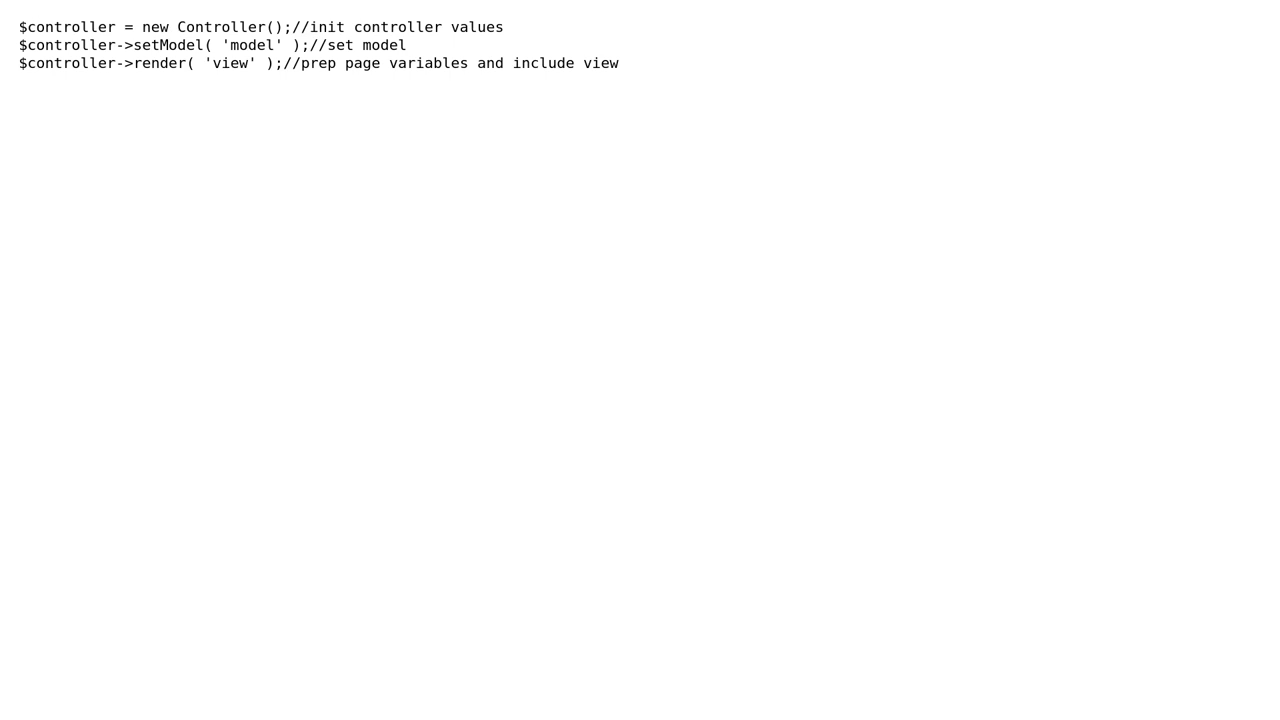 $controller = new Controller();//init controller values
$controller->setModel( 'model' );//set model
$controller->render( 'view' );//prep page variables and include view